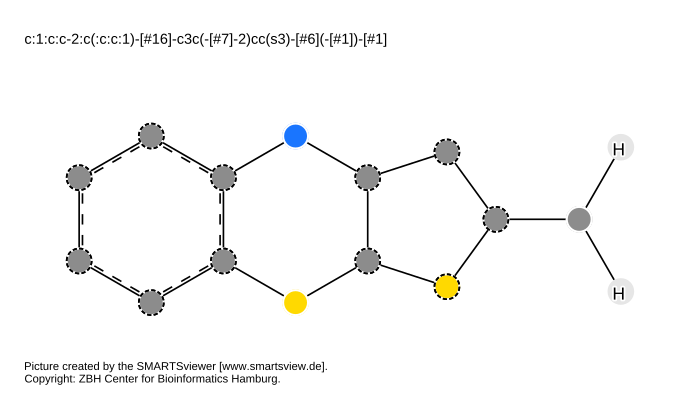 c:1:c:c-2:c(:c:c:1)-[#16]-c3c(-[#7]-2)cc(s3)-[#6](-[#1])-[#1]
H
H
Picture created by the SMARTSviewer [www.smartsview.de].
Copyright: ZBH Center for Bioinformatics Hamburg.